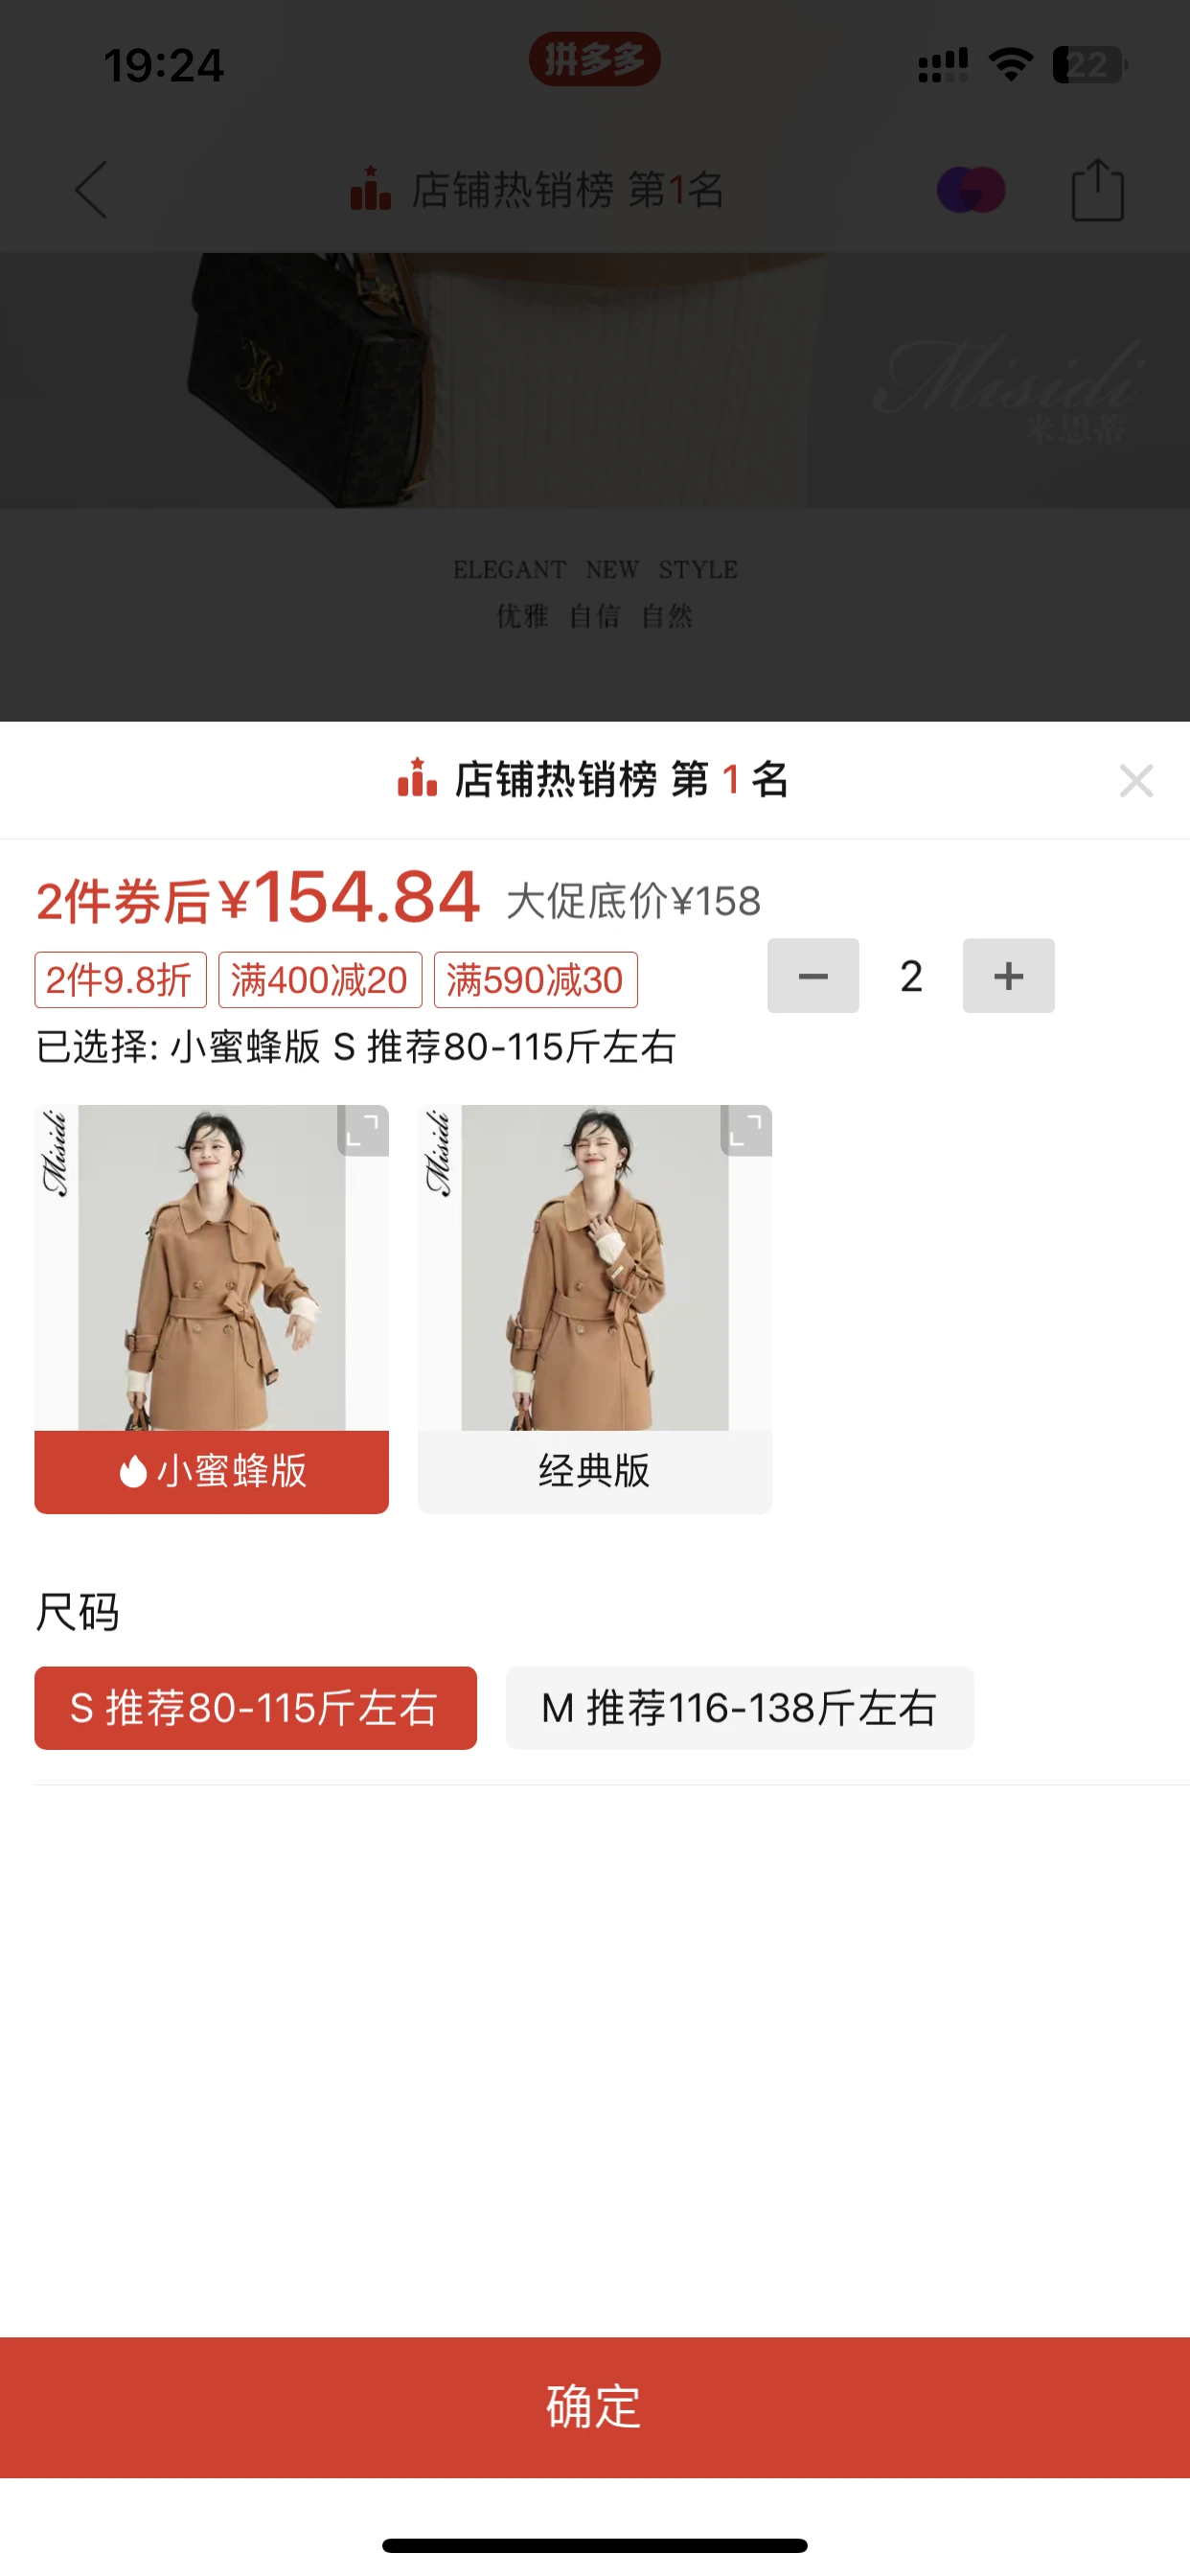 19:24
拼多多
22
店铺热销榜 第1名
Misidi
米思蒂
ELEGANT NEW STYLE
优雅 自信 自然
店铺热销榜 第 1 名
2件券后¥154.84 大促底价¥158
2件9.8折 满400减20 满590减30
2
已选择: 小蜜蜂版 S 推荐80-115斤左右
Misidi
Misidi
小蜜蜂版
经典版
尺码
S 推荐80-115斤左右
M 推荐116-138斤左右
确定